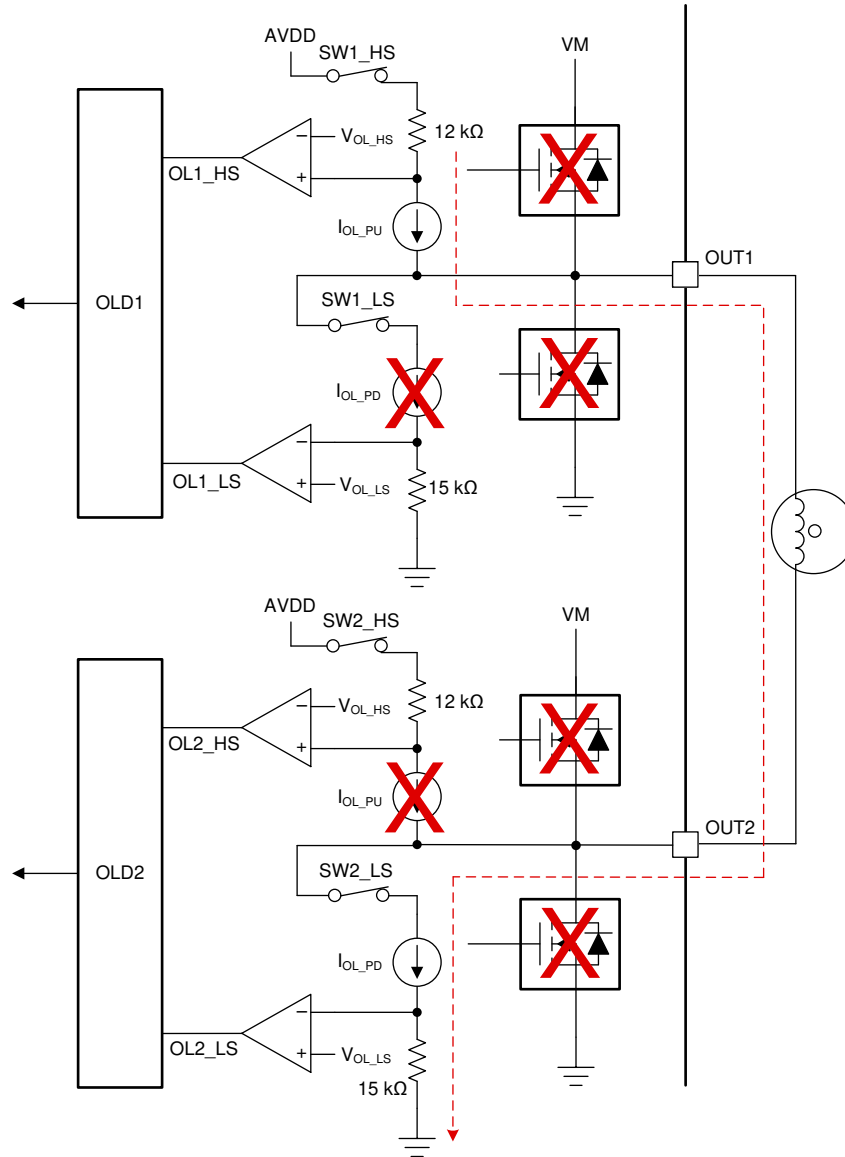 AVDD
SW1_HS
VM
12 kΩ
V_OL_HS
OL1_HS
−
+
I_OL_PU
OUT1
OLD1
SW1_LS
I_OL_PD
−
+
OL1_LS
V_OL_LS
15 kΩ
AVDD
SW2_HS
VM
12 kΩ
V_OL_HS
OL2_HS
−
+
I_OL_PU
OUT2
OLD2
SW2_LS
I_OL_PD
−
+
OL2_LS
V_OL_LS
15 kΩ